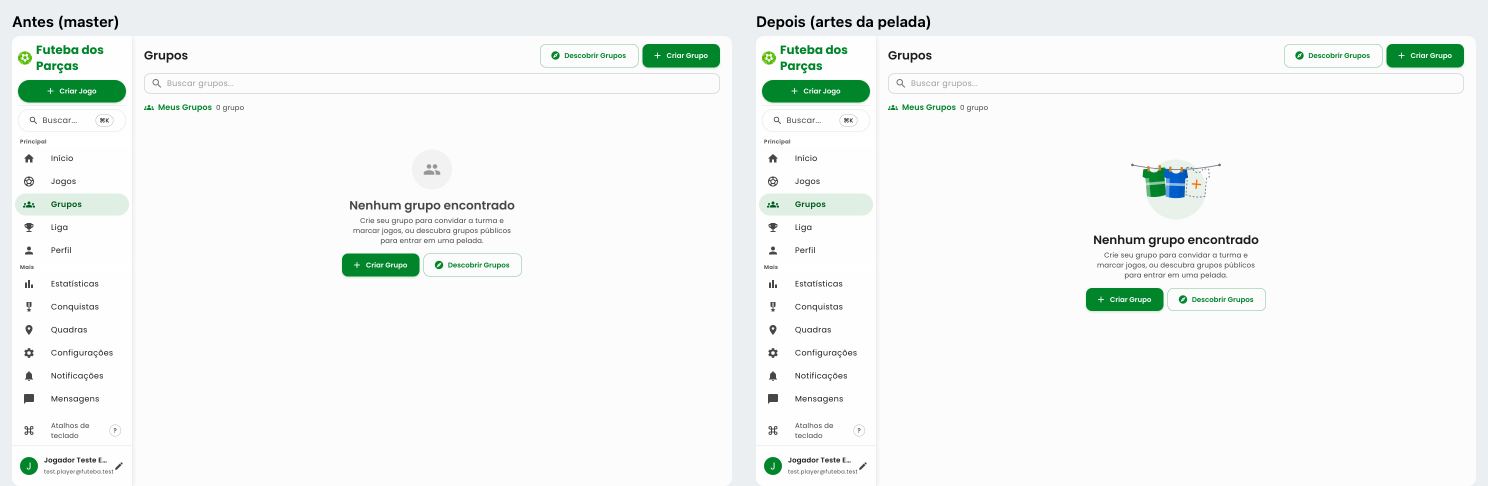 Antes (master)
Futeba dos
Parças
Criar Jogo
Buscar... ⌘K
Principal
Início
Jogos
Grupos
Liga
Perfil
Mais
Estatísticas
Conquistas
Quadras
Configurações
Notificações
Mensagens
Atalhos de
teclado
?
J
Jogador Teste E...
test.player@futeba.test
Grupos
Descobrir Grupos
Criar Grupo
Buscar grupos...
Meus Grupos 0 grupo
Nenhum grupo encontrado
Crie seu grupo para convidar a turma e
marcar jogos, ou descubra grupos públicos
para entrar em uma pelada.
Criar Grupo
Descobrir Grupos
Depois (artes da pelada)
Futeba dos
Parças
Criar Jogo
Buscar... ⌘K
Principal
Início
Jogos
Grupos
Liga
Perfil
Mais
Estatísticas
Conquistas
Quadras
Configurações
Notificações
Mensagens
Atalhos de
teclado
?
J
Jogador Teste E...
test.player@futeba.test
Grupos
Descobrir Grupos
Criar Grupo
Buscar grupos...
Meus Grupos 0 grupo
Nenhum grupo encontrado
Crie seu grupo para convidar a turma e
marcar jogos, ou descubra grupos públicos
para entrar em uma pelada.
Criar Grupo
Descobrir Grupos